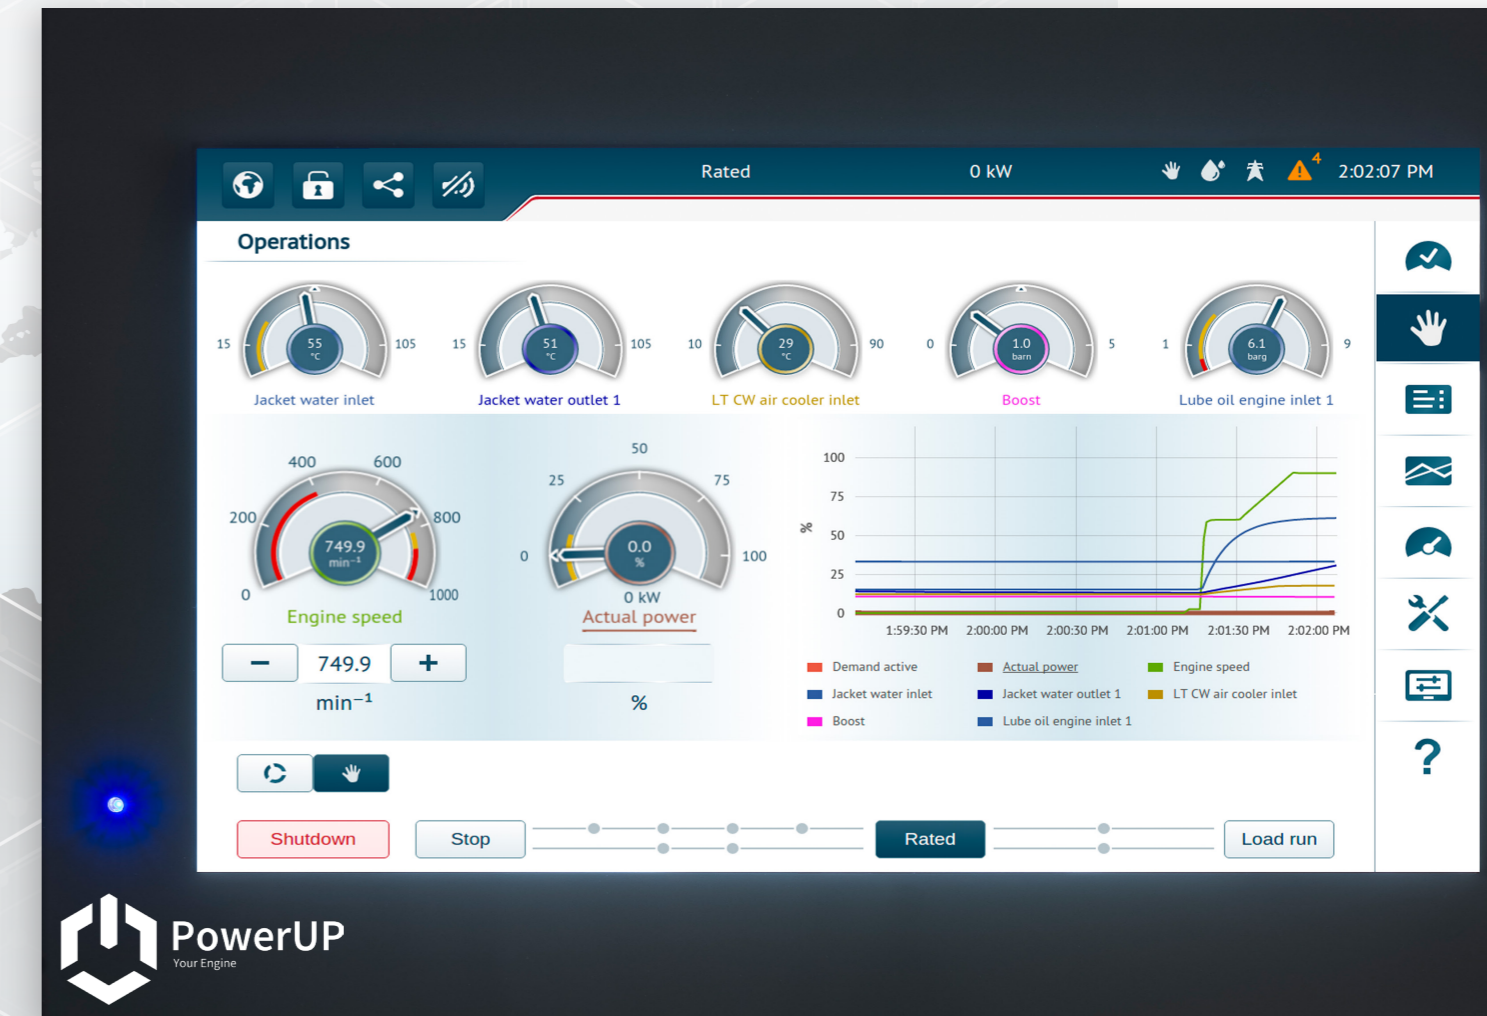 Rated 0 kW 4 2:02:07 PM
Operations
15 55 °C 105
Jacket water inlet
15 51 °C 105
Jacket water outlet 1
10 29 °C 90
LT CW air cooler inlet
0 1.0 barn 5
Boost
1 6.1 barg 9
Lube oil engine inlet 1
0 200 400 600 800 1000
749.9
min⁻¹
Engine speed
− 749.9 +
min⁻¹
0 25 50 75 100
0.0
%
0 kW
Actual power
%
%
100
75
50
25
0
1:59:30 PM 2:00:00 PM 2:00:30 PM 2:01:00 PM 2:01:30 PM 2:02:00 PM
Demand active Actual power Engine speed
Jacket water inlet Jacket water outlet 1 LT CW air cooler inlet
Boost Lube oil engine inlet 1
?
Shutdown Stop Rated Load run
PowerUP
Your Engine